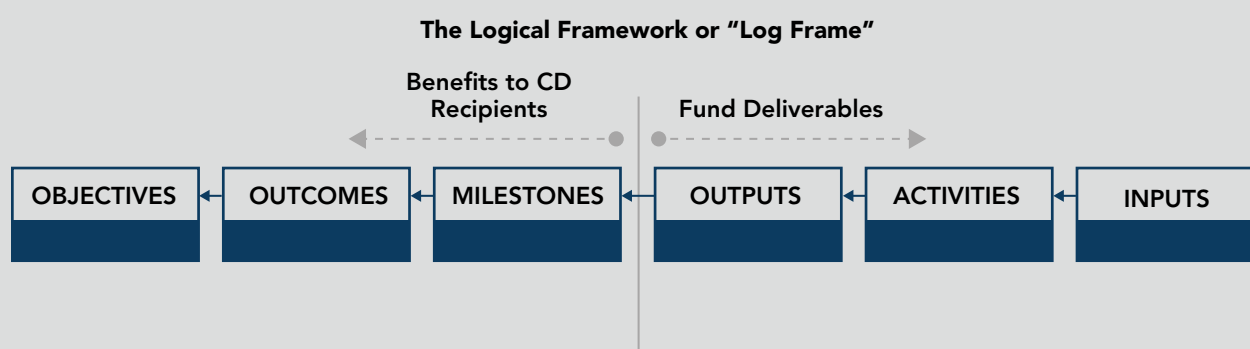 The Logical Framework or “Log Frame”
Benefits to CD
Recipients
Fund Deliverables
OBJECTIVES
OUTCOMES
MILESTONES
OUTPUTS
ACTIVITIES
INPUTS